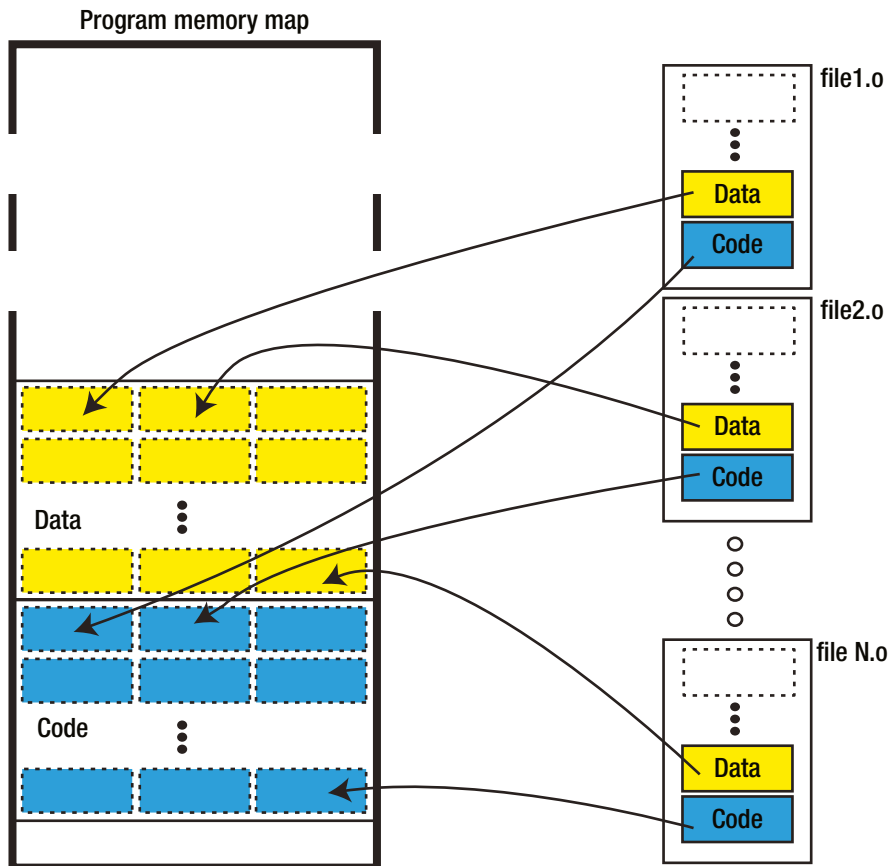 Program memory map
file1.o
Data
Code
file2.o
Data
Code
Data
Code
file N.o
Data
Code